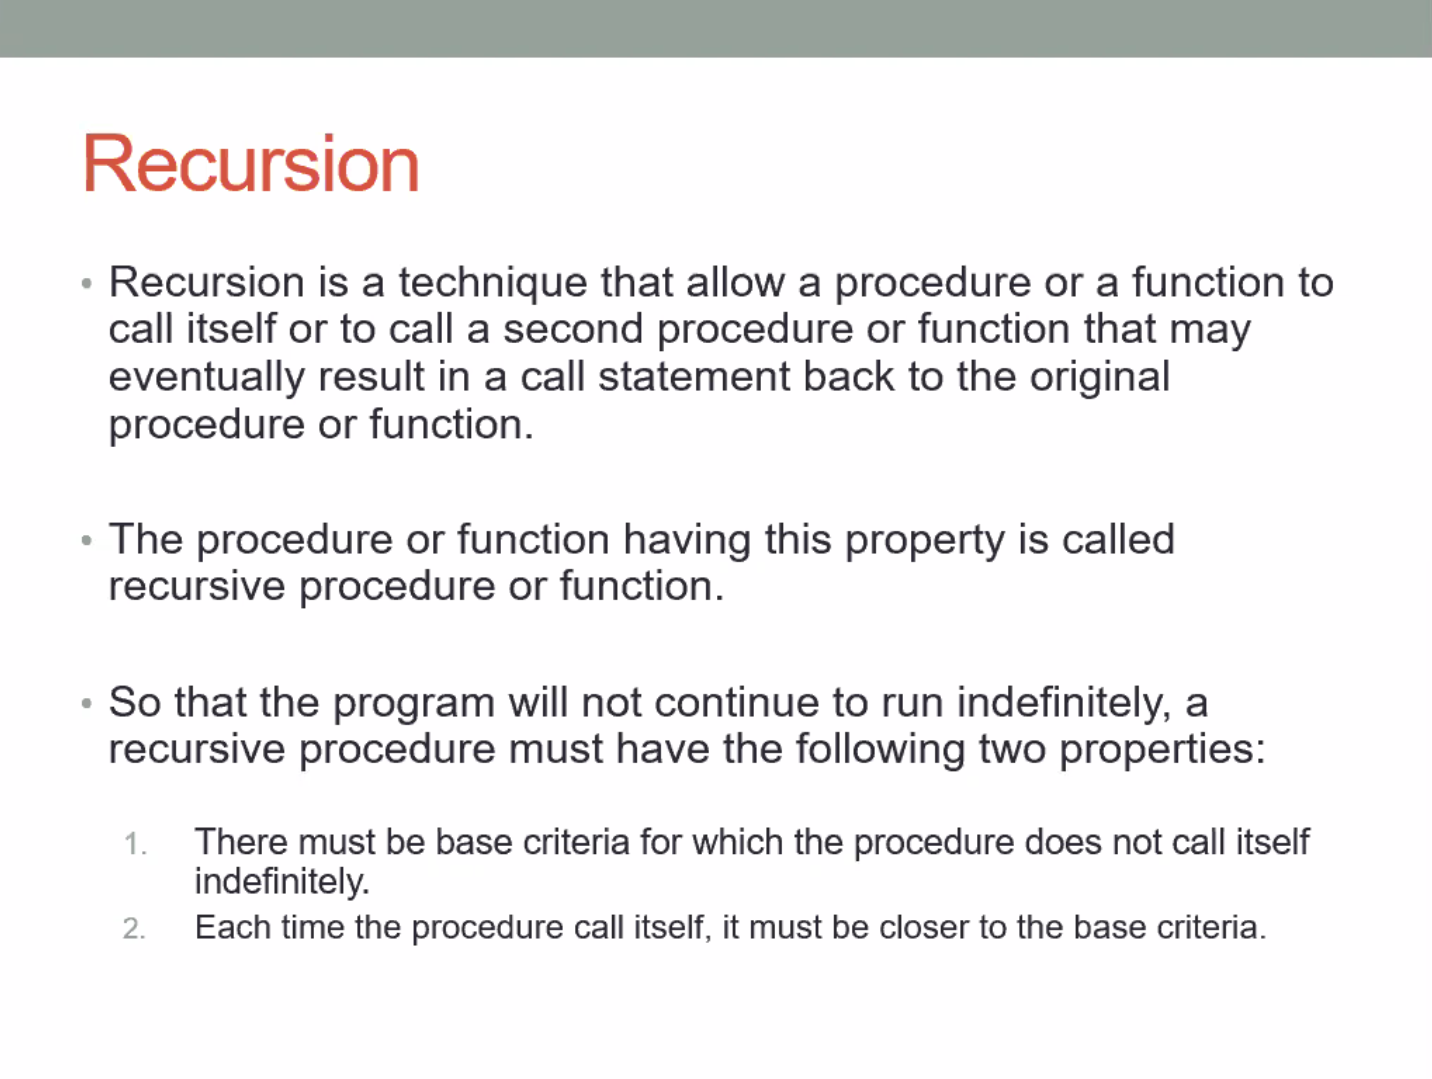 Recursion
• Recursion is a technique that allow a procedure or a function to
call itself or to call a second procedure or function that may
eventually result in a call statement back to the original
procedure or function.
• The procedure or function having this property is called
recursive procedure or function.
• So that the program will not continue to run indefinitely, a
recursive procedure must have the following two properties:
1. There must be base criteria for which the procedure does not call itself
indefinitely.
2. Each time the procedure call itself, it must be closer to the base criteria.